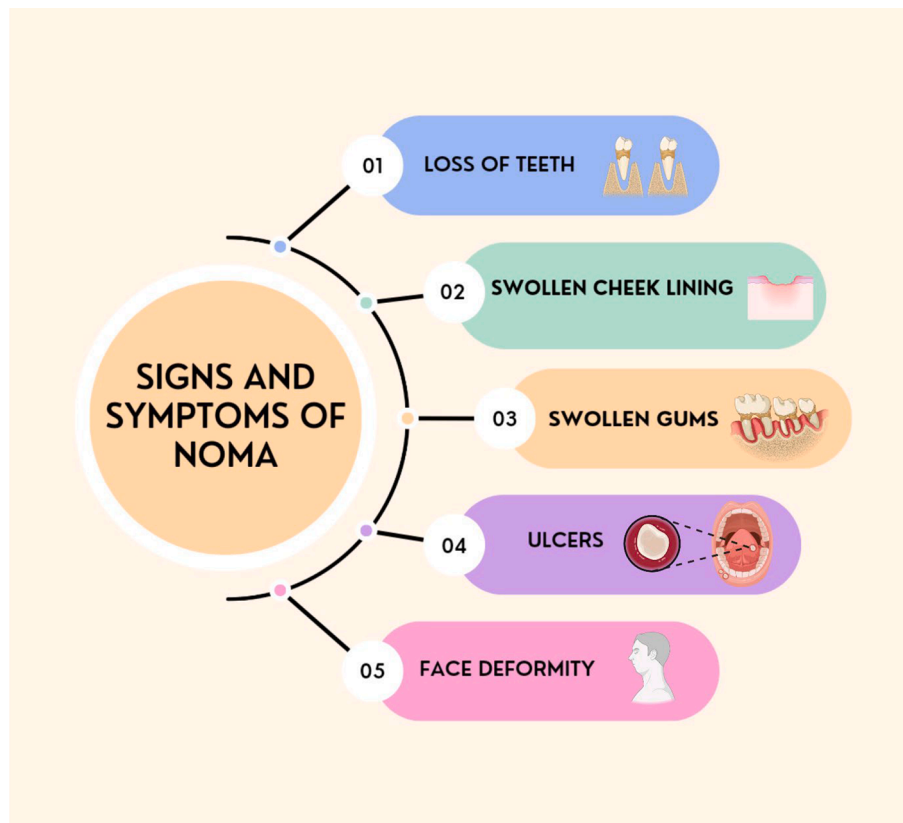 SIGNS AND
SYMPTOMS OF
NOMA
01
LOSS OF TEETH
02
SWOLLEN CHEEK LINING
03
SWOLLEN GUMS
04
ULCERS
05
FACE DEFORMITY